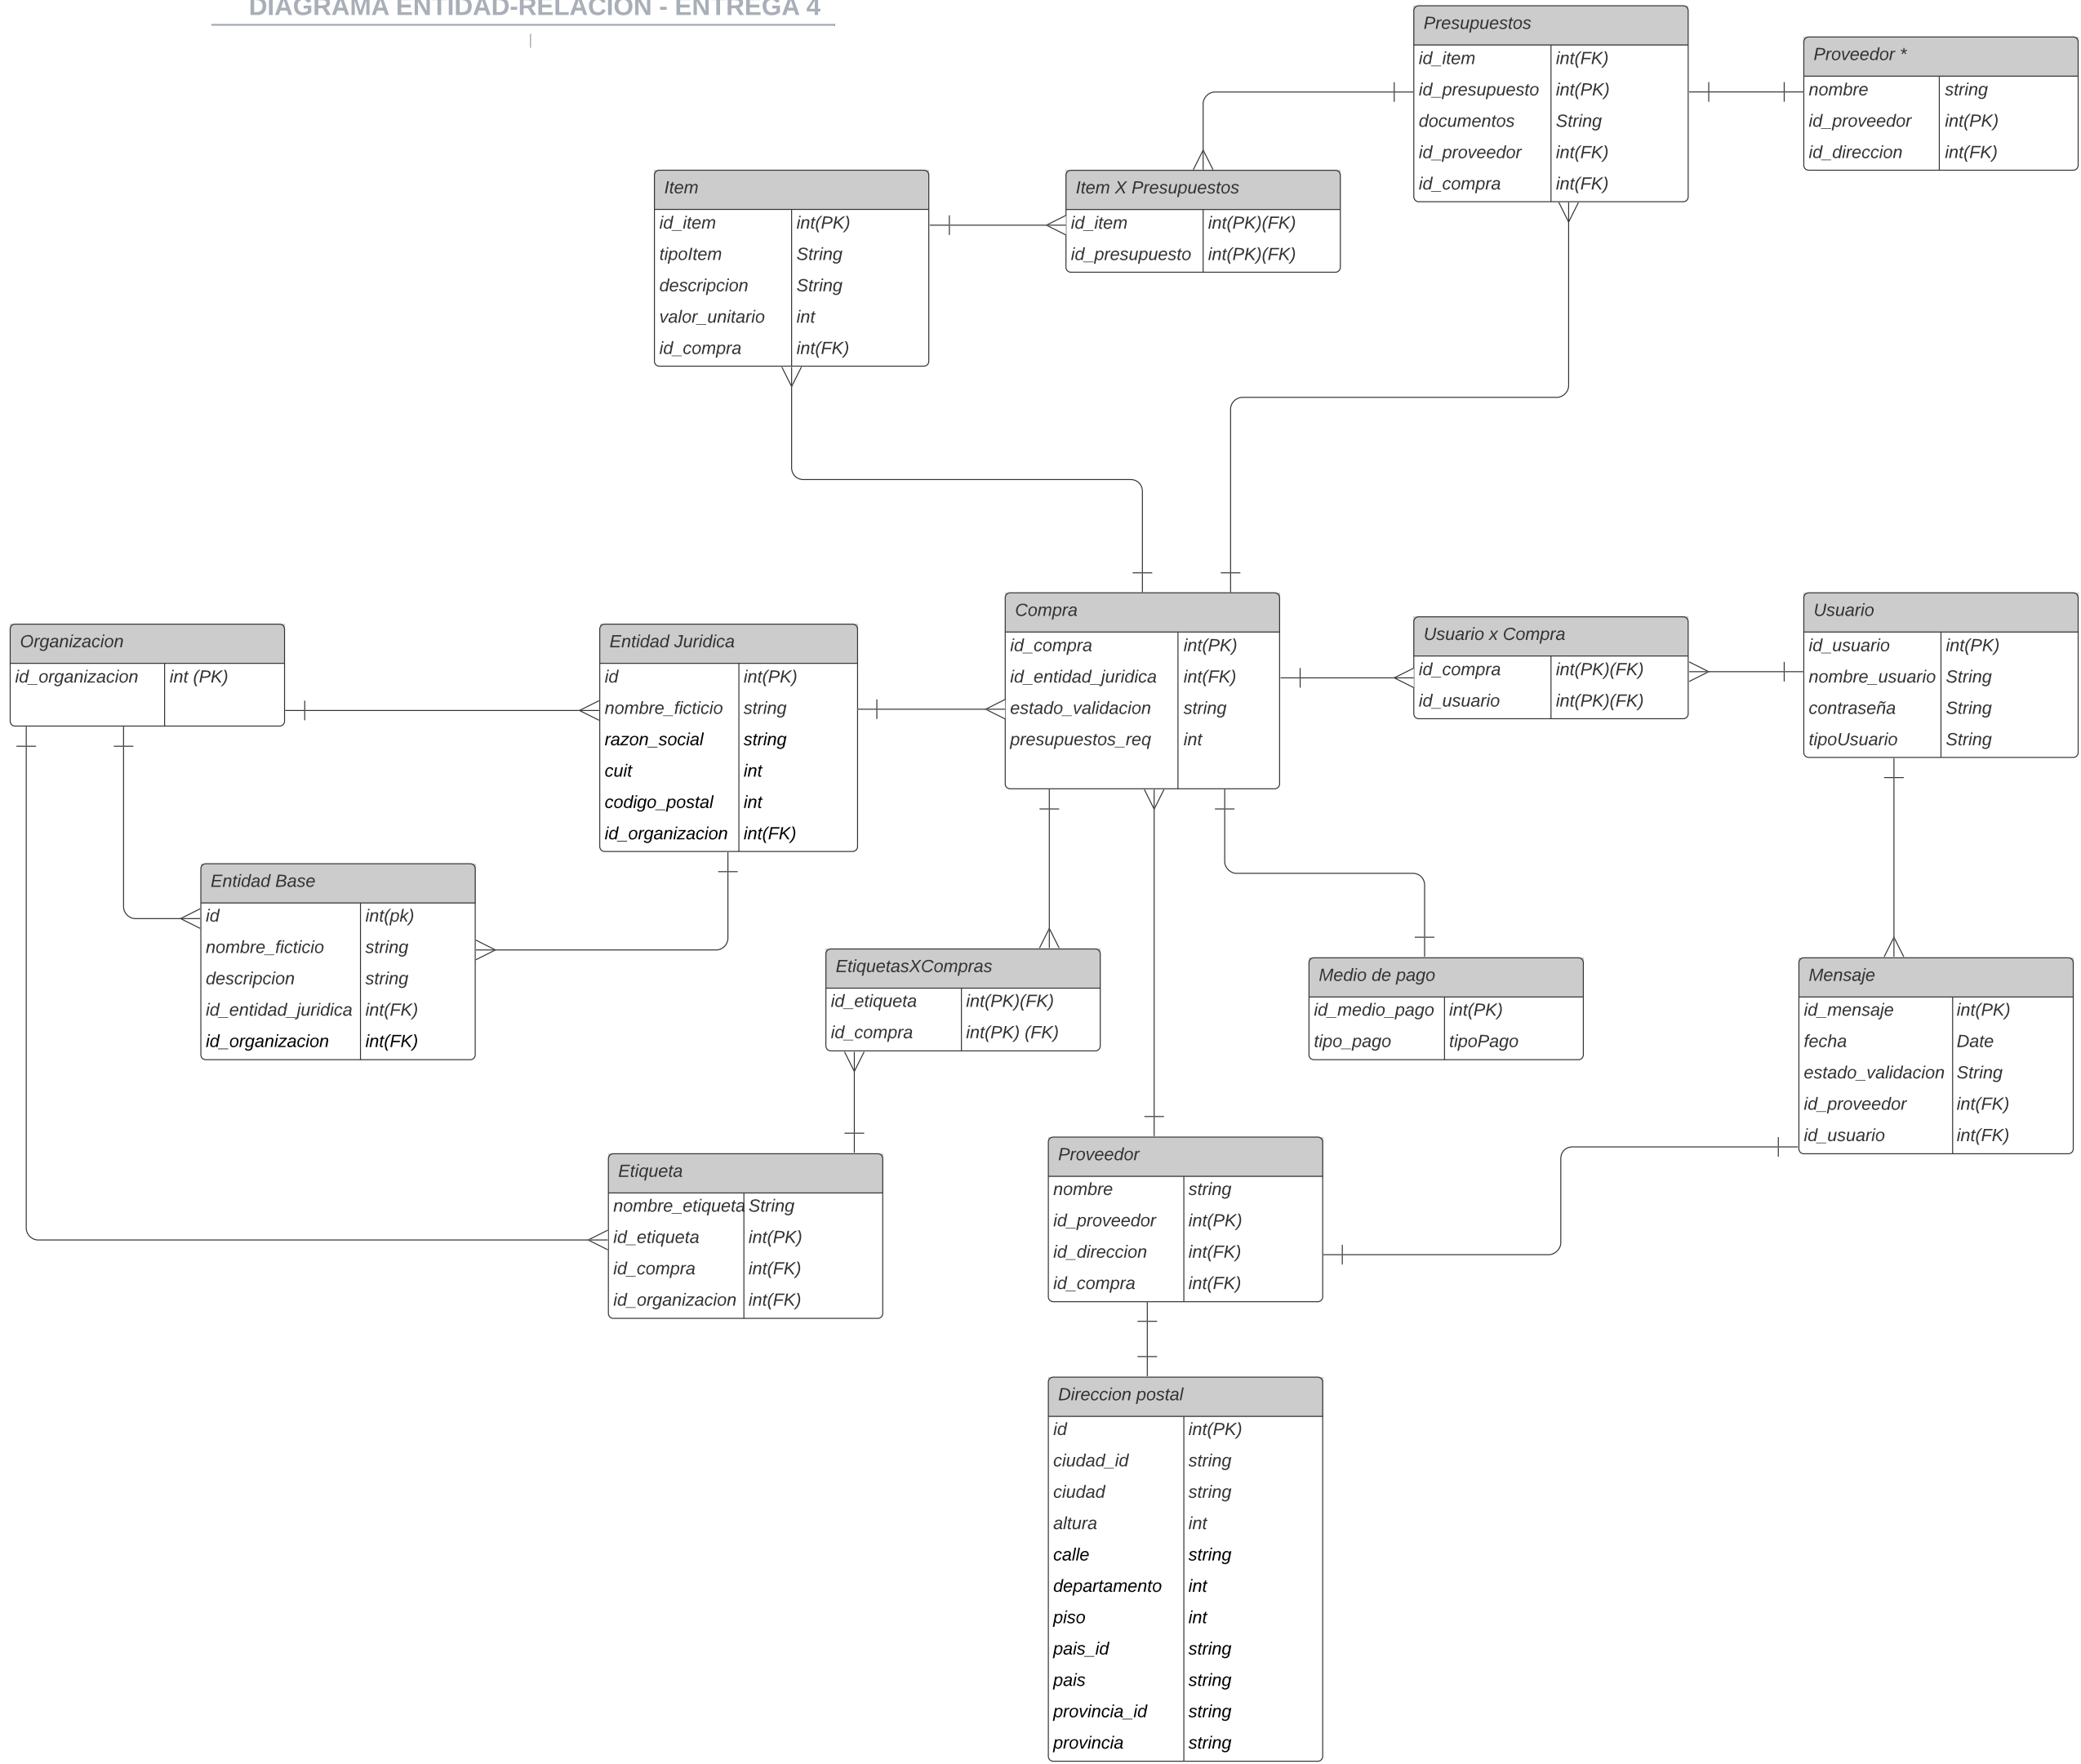 DIAGRAMA ENTIDAD-RELACIÓN - ENTREGA 4
Presupuestos
id_item int(FK)
id_presupuesto int(PK)
documentos String
id_proveedor int(FK)
id_compra int(FK)
Proveedor *
nombre string
id_proveedor int(PK)
id_direccion int(FK)
Item
id_item int(PK)
tipoItem String
descripcion String
valor_unitario int
id_compra int(FK)
Item X Presupuestos
id_item int(PK)(FK)
id_presupuesto int(PK)(FK)
Organizacion
id_organizacion int (PK)
Entidad Juridica
id int(PK)
nombre_ficticio string
razon_social string
cuit int
codigo_postal int
id_organizacion int(FK)
Compra
id_compra int(PK)
id_entidad_juridica int(FK)
estado_validacion string
presupuestos_req int
Usuario x Compra
id_compra int(PK)(FK)
id_usuario int(PK)(FK)
Usuario
id_usuario int(PK)
nombre_usuario String
contraseña String
tipoUsuario String
Entidad Base
id int(pk)
nombre_ficticio string
descripcion string
id_entidad_juridica int(FK)
id_organizacion int(FK)
EtiquetasXCompras
id_etiqueta int(PK)(FK)
id_compra int(PK) (FK)
Medio de pago
id_medio_pago int(PK)
tipo_pago tipoPago
Mensaje
id_mensaje int(PK)
fecha Date
estado_validacion String
id_proveedor int(FK)
id_usuario int(FK)
Etiqueta
nombre_etiqueta String
id_etiqueta int(PK)
id_compra int(FK)
id_organizacion int(FK)
Proveedor
nombre string
id_proveedor int(PK)
id_direccion int(FK)
id_compra int(FK)
Direccion postal
id int(PK)
ciudad_id string
ciudad string
altura int
calle string
departamento int
piso int
pais_id string
pais string
provincia_id string
provincia string